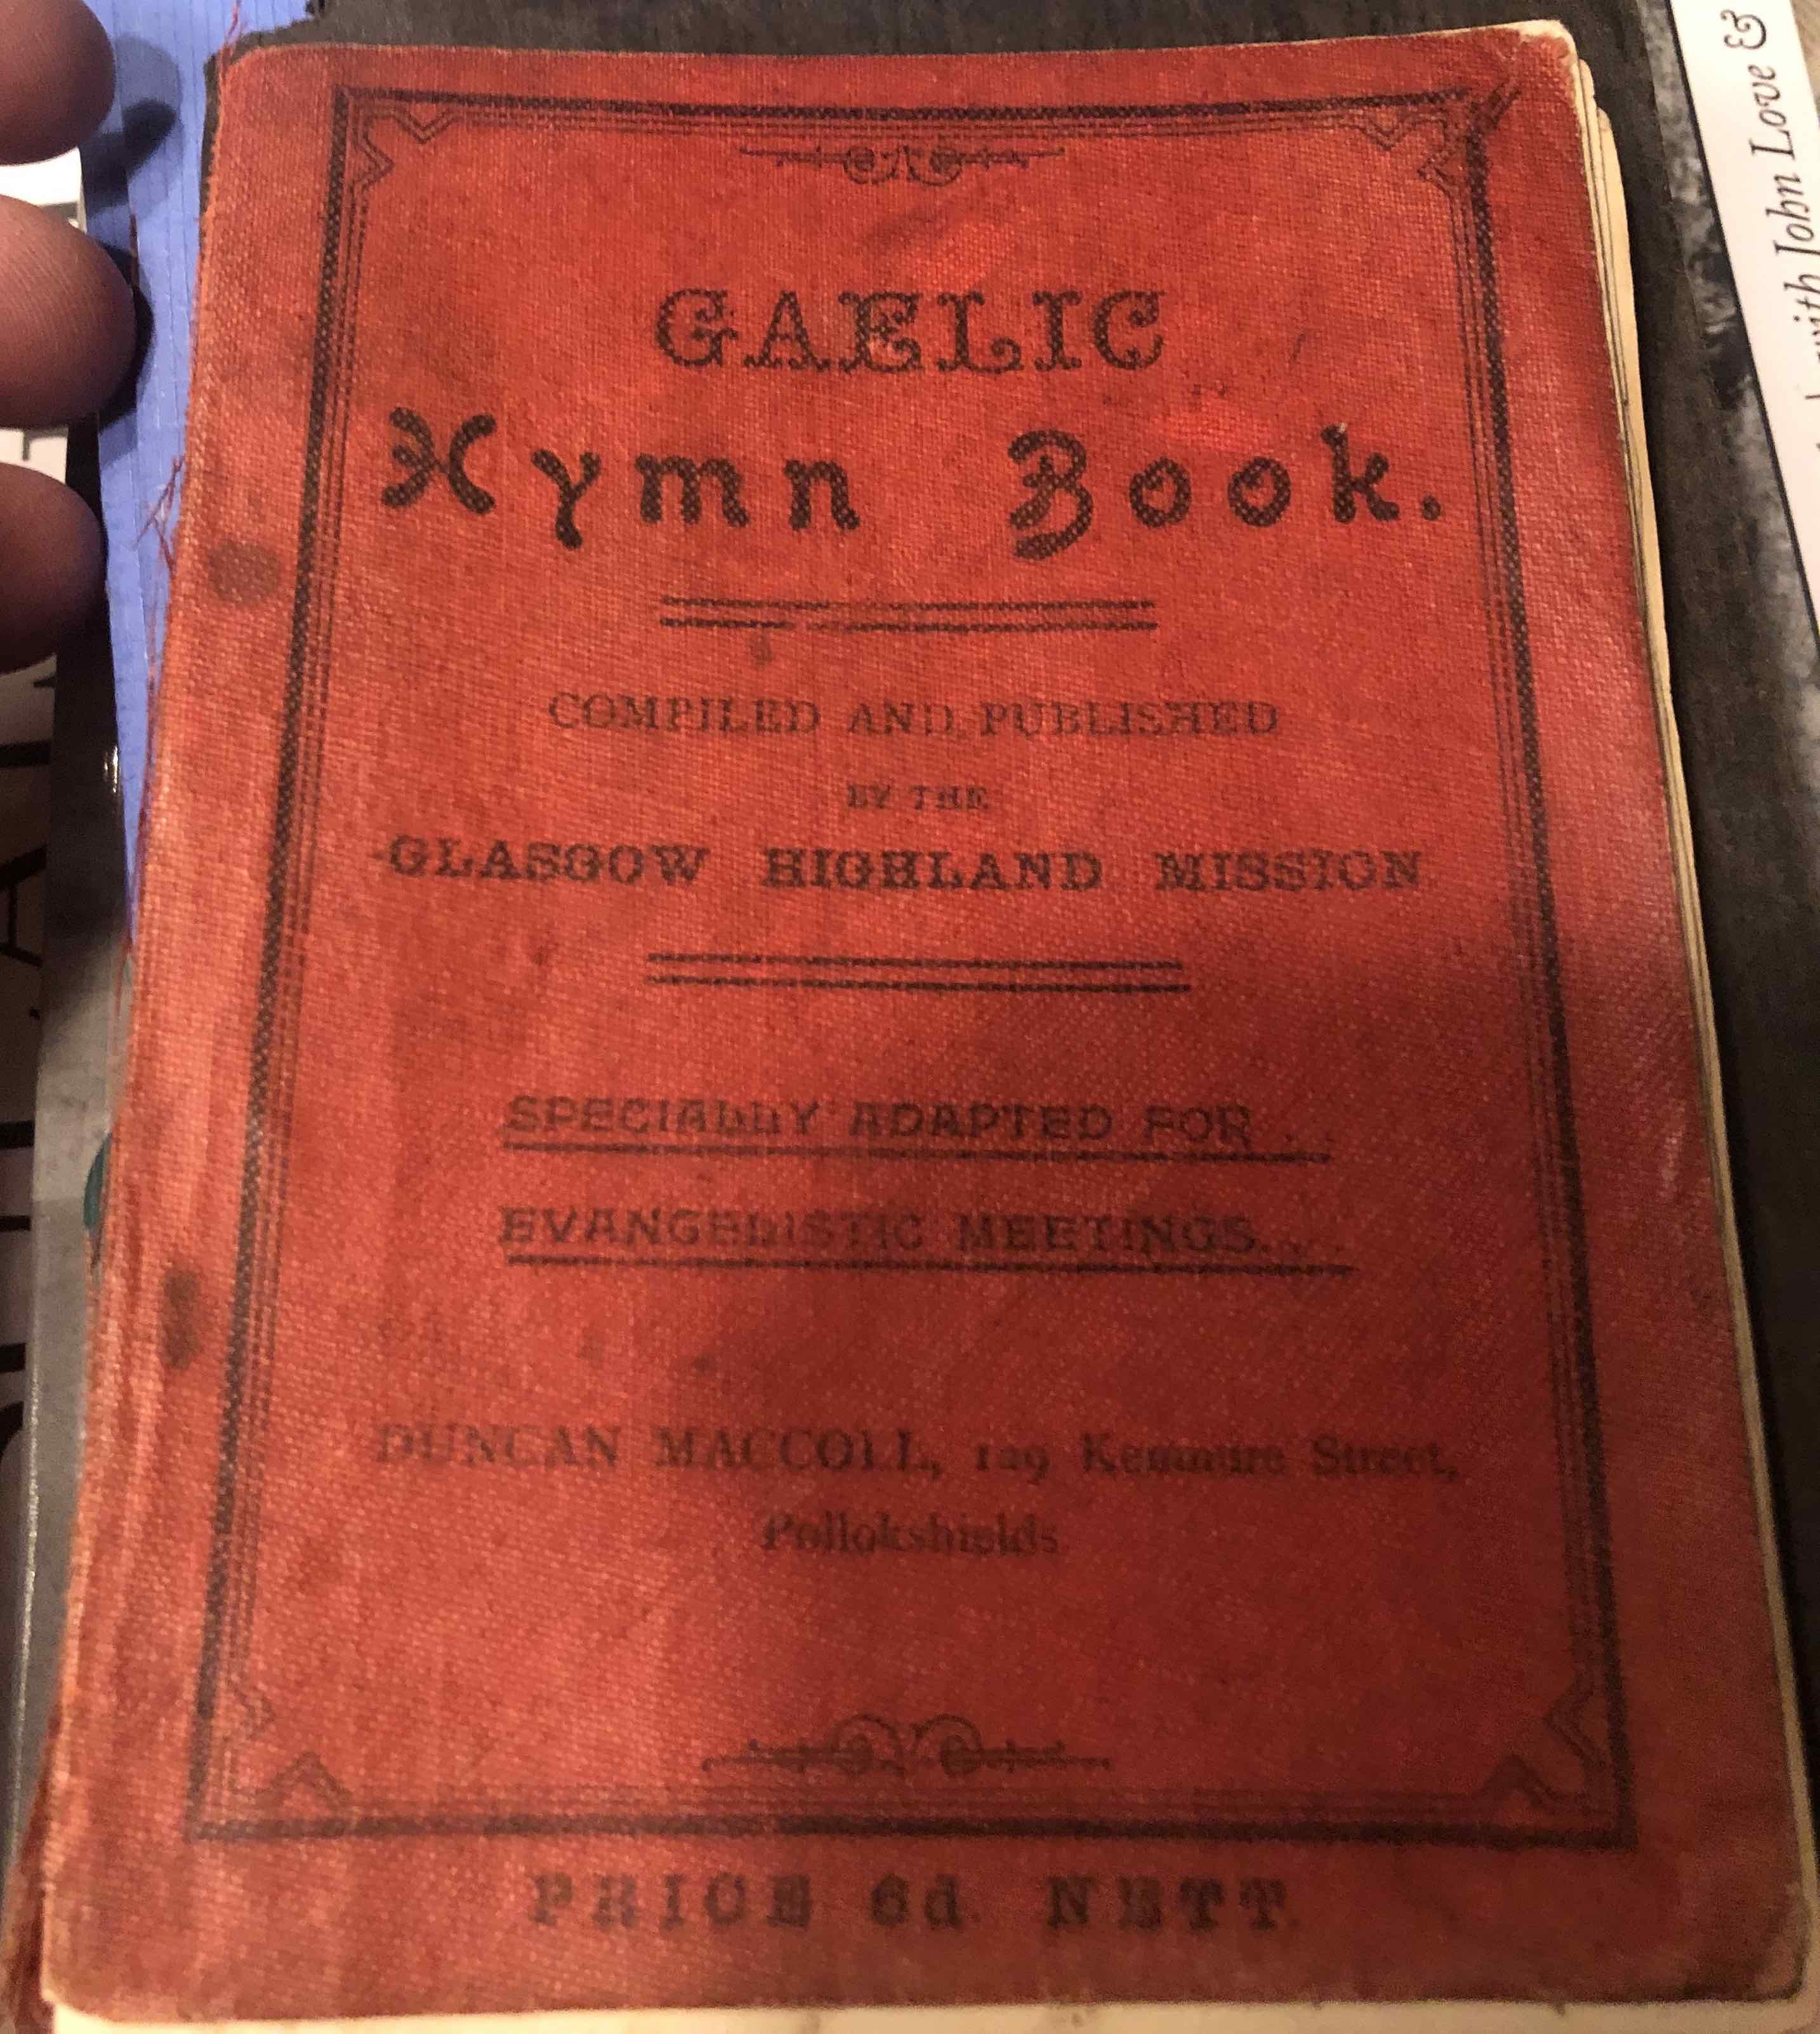 GAELIC
Hymn Book.
COMPILED AND PUBLISHED
BY THE
GLASGOW HIGHLAND MISSION
SPECIALLY ADAPTED FOR . .
EVANGELISTIC MEETINGS. . .
DUNCAN MACCOLL, 129 Kenmure Street,
Pollokshields
PRICE 6d. NETT.
with John Love &